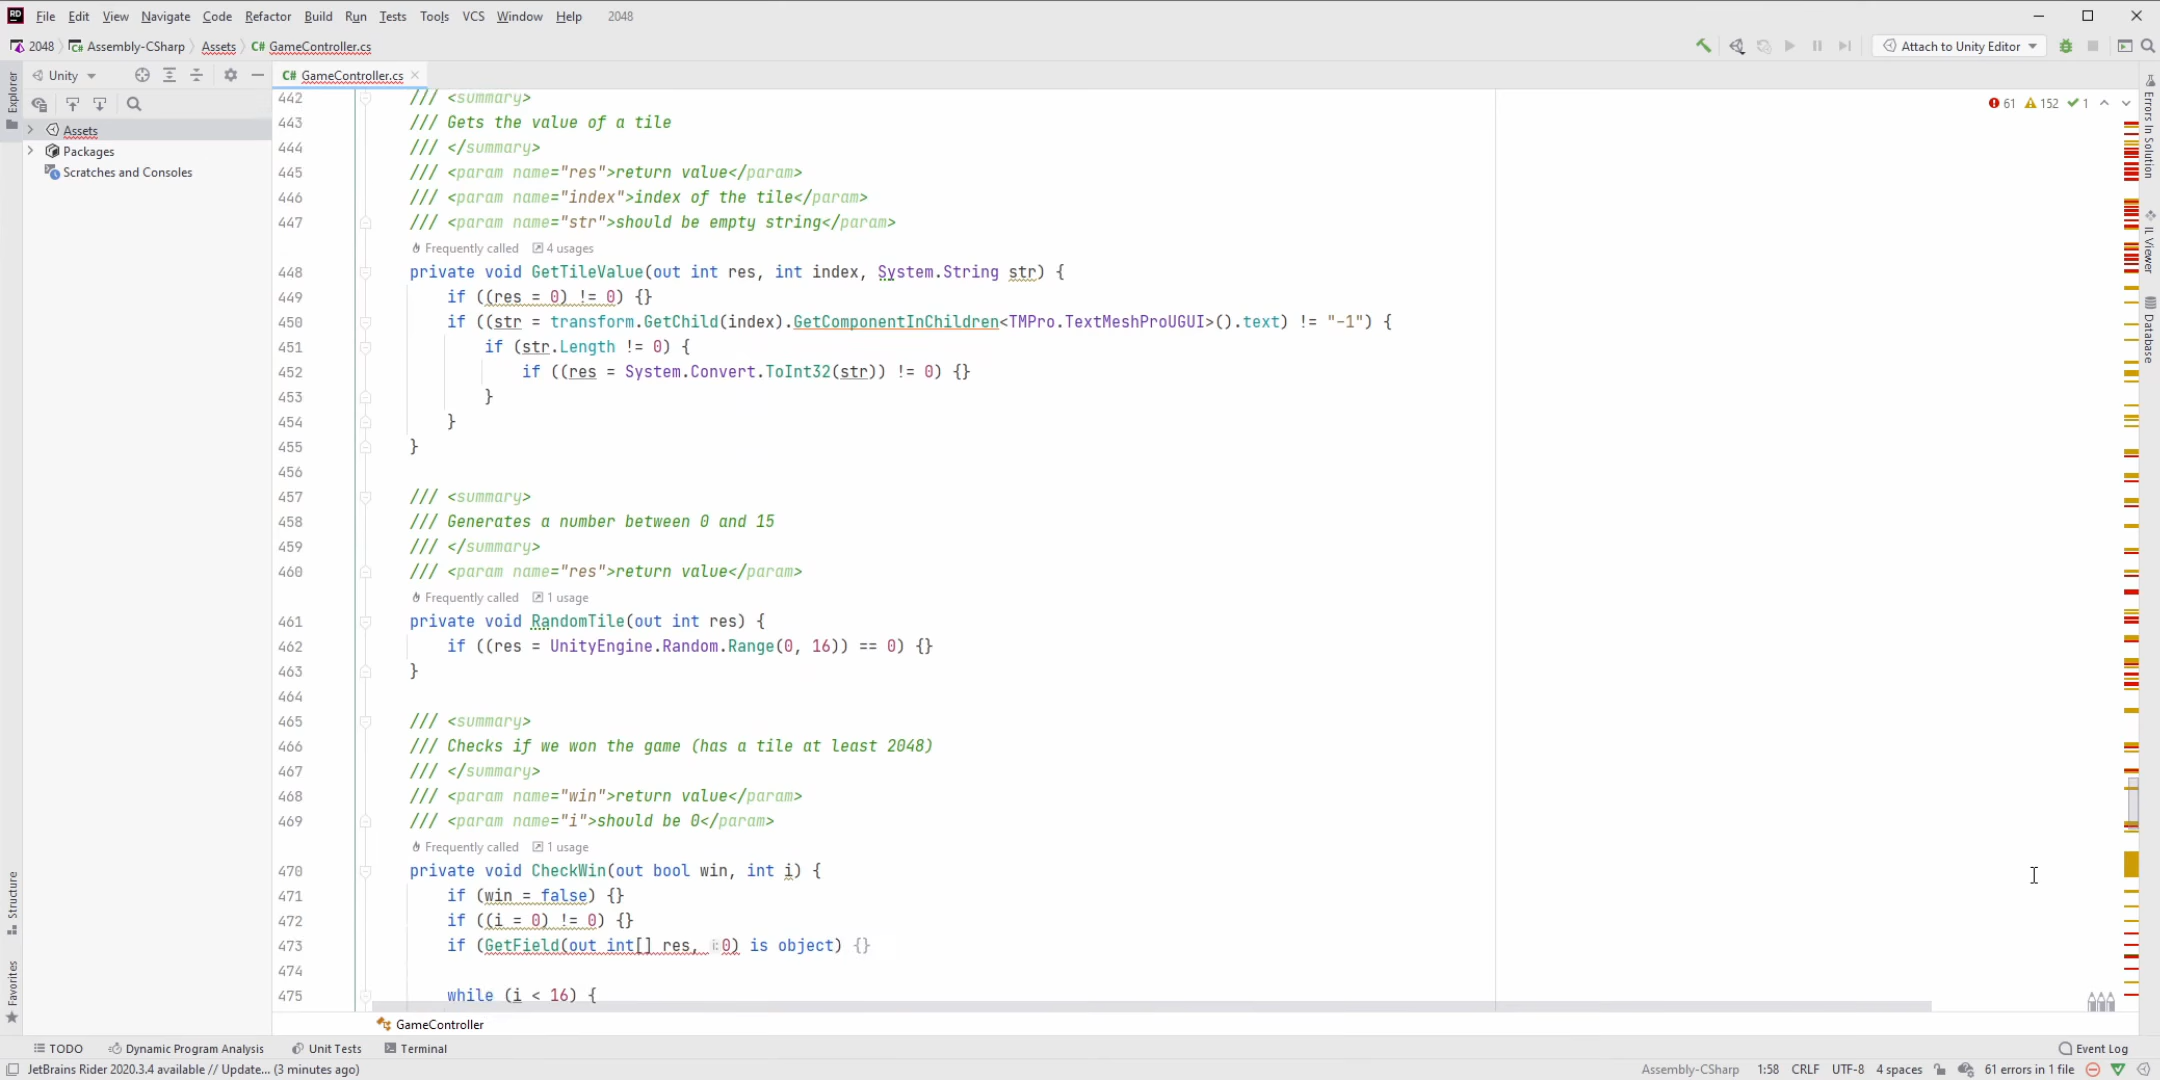 File Edit View Navigate Code Refactor Build Run Tests Tools VCS Window Help 2048
2048 Assembly-CSharp Assets C# GameController.cs Attach to Unity Editor
Explorer
Unity
C# GameController.cs
Assets
Packages
Scratches and Consoles
61 152 1
442 /// <summary>
443 /// Gets the value of a tile
444 /// </summary>
445 /// <param name="res">return value</param>
446 /// <param name="index">index of the tile</param>
447 /// <param name="str">should be empty string</param>
Frequently called 4 usages
448 private void GetTileValue(out int res, int index, System.String str) {
449 if ((res = 0) != 0) {}
450 if ((str = transform.GetChild(index).GetComponentInChildren<TMPro.TextMeshProUGUI>().text) != "-1") {
451 if (str.Length != 0) {
452 if ((res = System.Convert.ToInt32(str)) != 0) {}
453 }
454 }
455 }
456
457 /// <summary>
458 /// Generates a number between 0 and 15
459 /// </summary>
460 /// <param name="res">return value</param>
Frequently called 1 usage
461 private void RandomTile(out int res) {
462 if ((res = UnityEngine.Random.Range(0, 16)) == 0) {}
463 }
464
465 /// <summary>
466 /// Checks if we won the game (has a tile at least 2048)
467 /// </summary>
468 /// <param name="win">return value</param>
469 /// <param name="i">should be 0</param>
Frequently called 1 usage
470 private void CheckWin(out bool win, int i) {
471 if (win = false) {}
472 if ((i = 0) != 0) {}
473 if (GetField(out int[] res, i: 0) is object) {}
474
475 while (i < 16) {
Errors In Solution
IL Viewer
Database
Structure
Favorites
GameController
TODO Dynamic Program Analysis Unit Tests Terminal Event Log
JetBrains Rider 2020.3.4 available // Update... (3 minutes ago) Assembly-CSharp 1:58 CRLF UTF-8 4 spaces 61 errors in 1 file